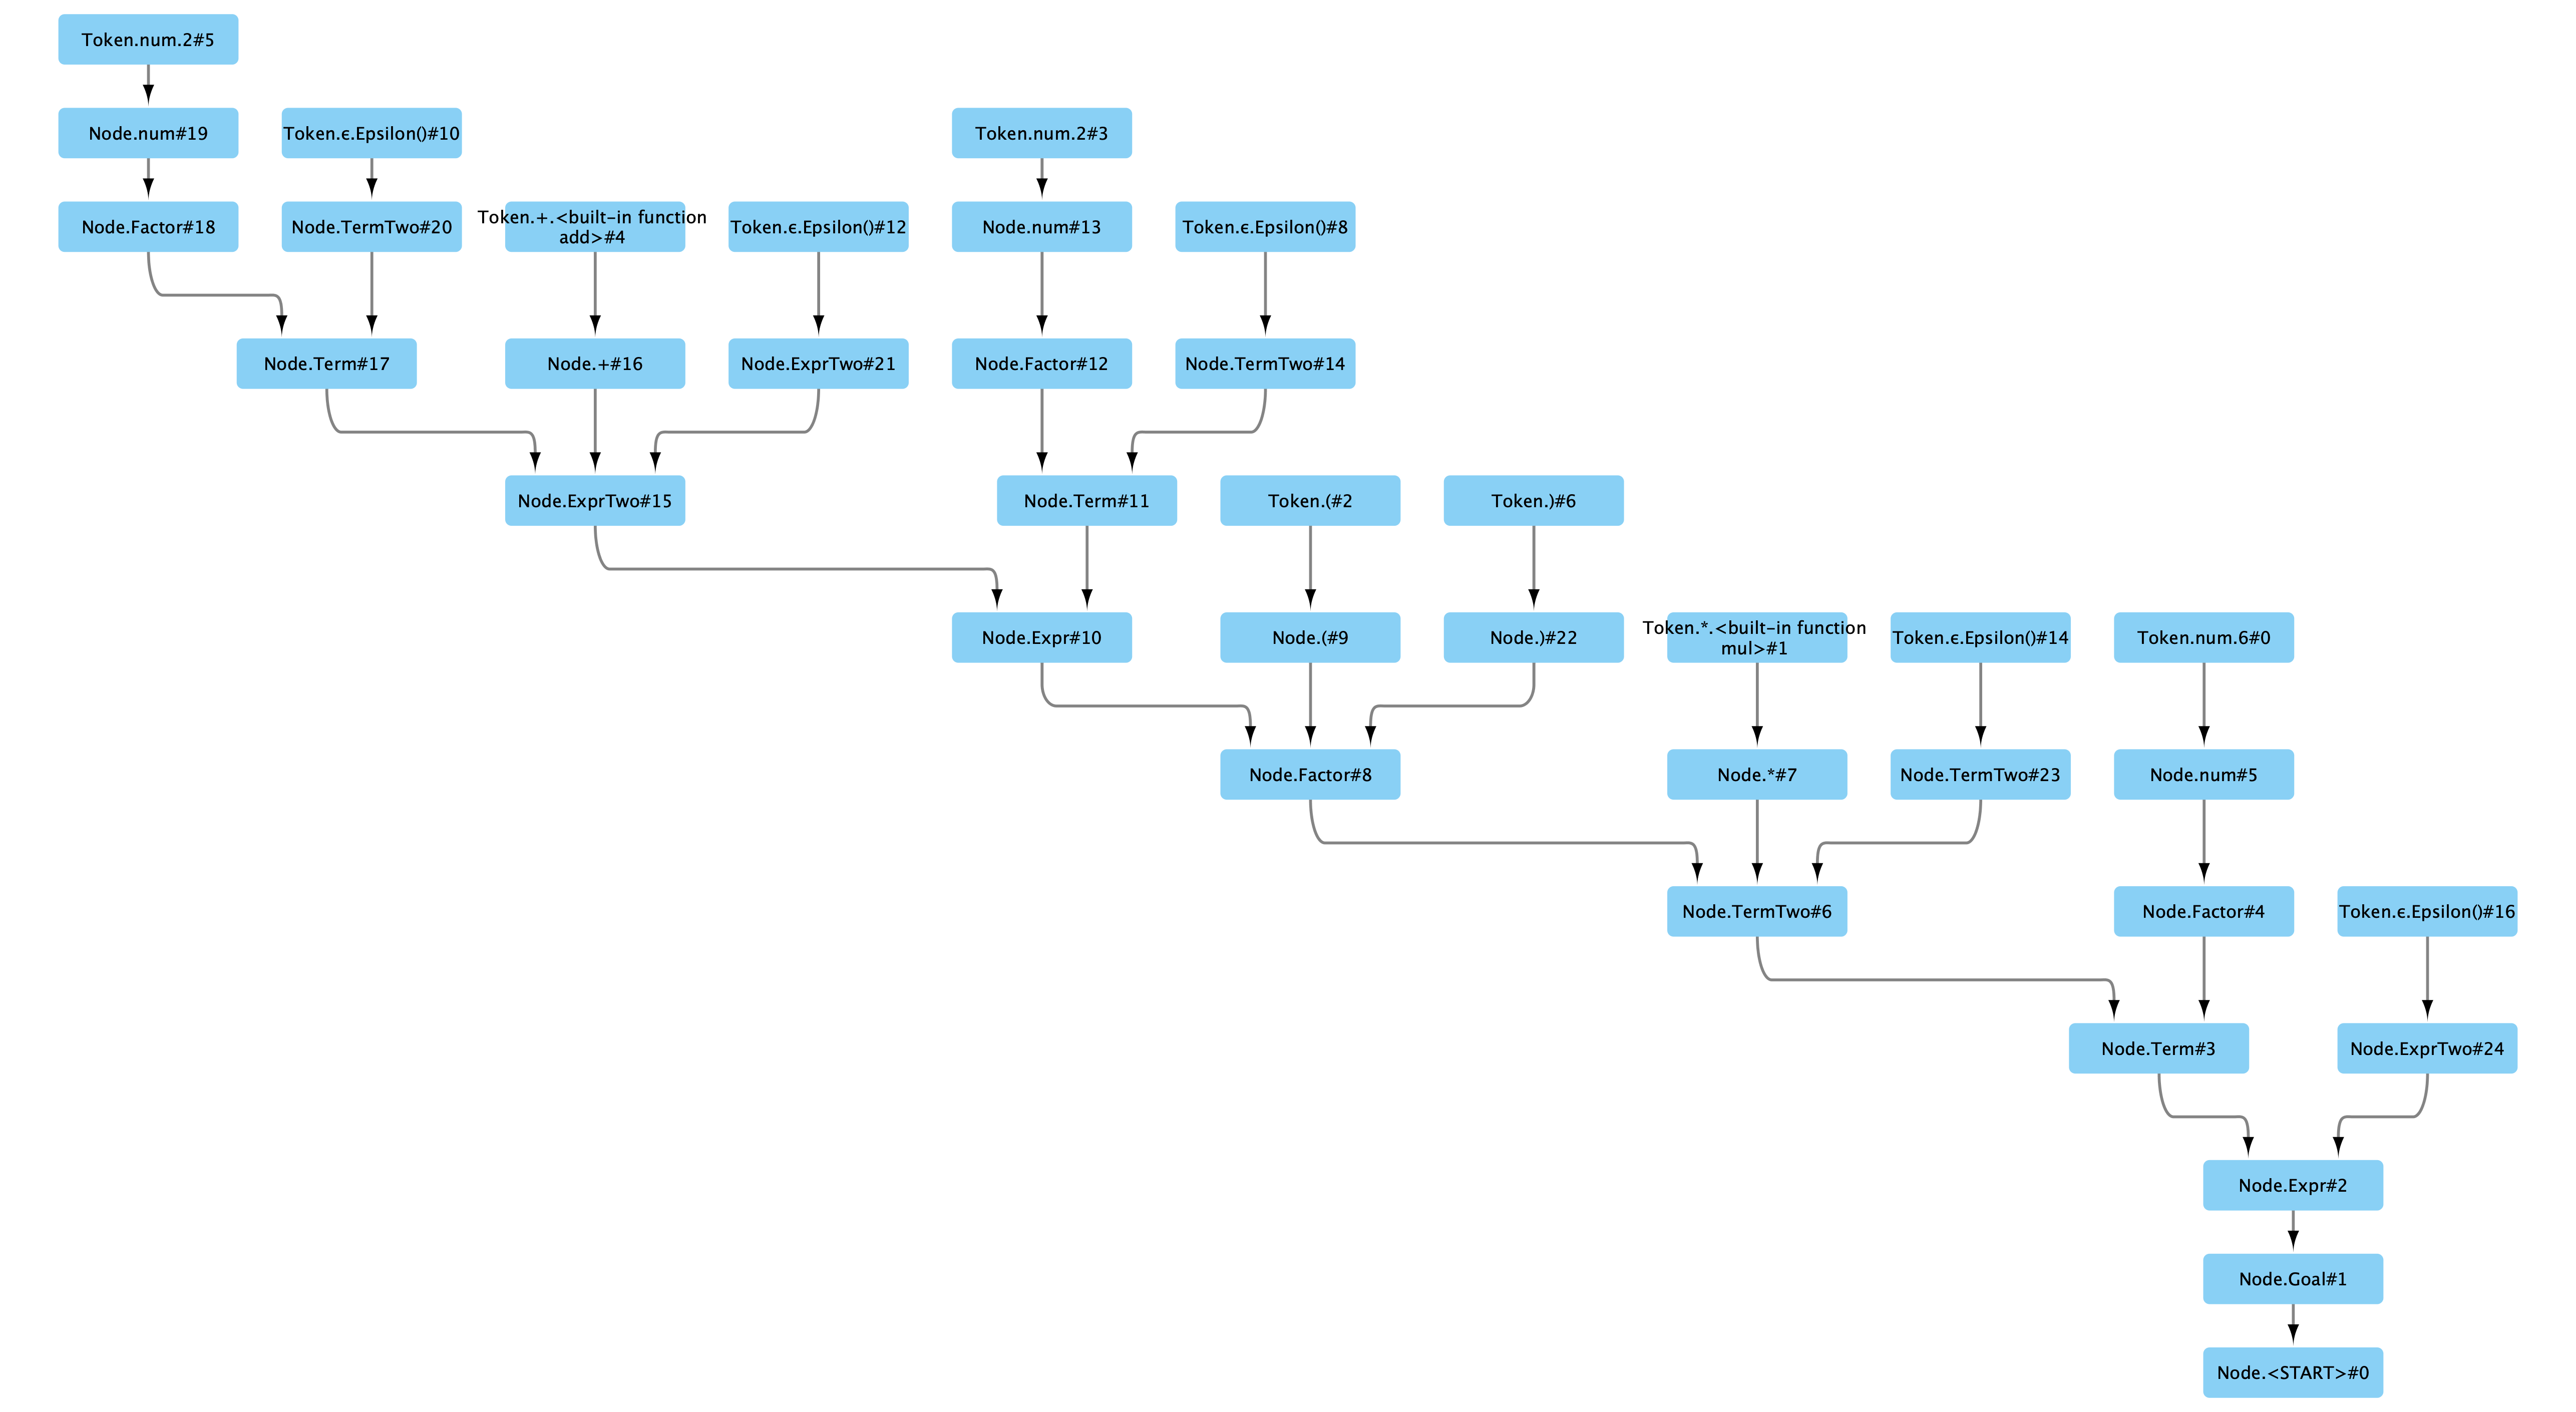 Token.num.2#5
Node.num#19
Token.ϵ.Epsilon()#10
Token.num.2#3
Node.Factor#18
Node.TermTwo#20
Token.+.<built-in function
add>#4
Token.ϵ.Epsilon()#12
Node.num#13
Token.ϵ.Epsilon()#8
Node.Term#17
Node.+#16
Node.ExprTwo#21
Node.Factor#12
Node.TermTwo#14
Node.ExprTwo#15
Node.Term#11
Token.(#2
Token.)#6
Node.Expr#10
Node.(#9
Node.)#22
Token.*.<built-in function
mul>#1
Token.ϵ.Epsilon()#14
Token.num.6#0
Node.Factor#8
Node.*#7
Node.TermTwo#23
Node.num#5
Node.TermTwo#6
Node.Factor#4
Token.ϵ.Epsilon()#16
Node.Term#3
Node.ExprTwo#24
Node.Expr#2
Node.Goal#1
Node.<START>#0